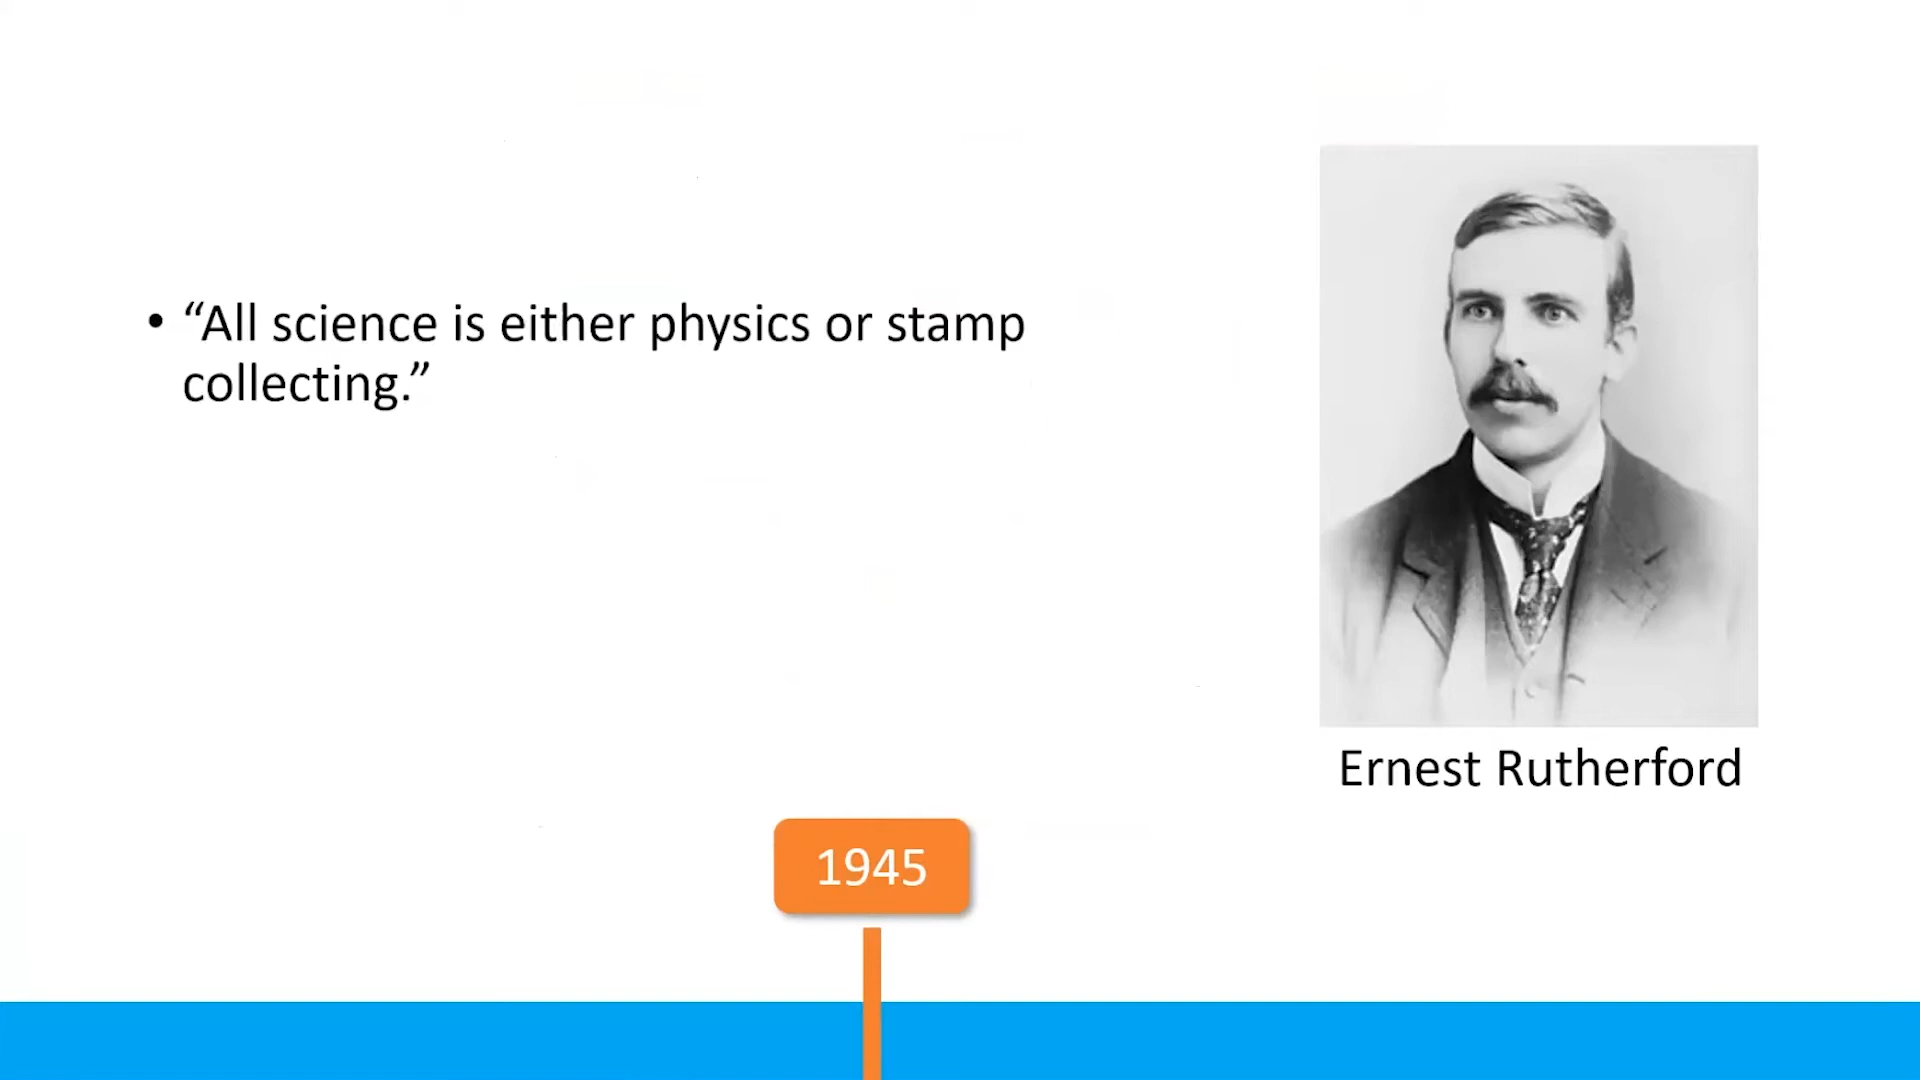 • “All science is either physics or stamp
collecting.”
Ernest Rutherford
1945